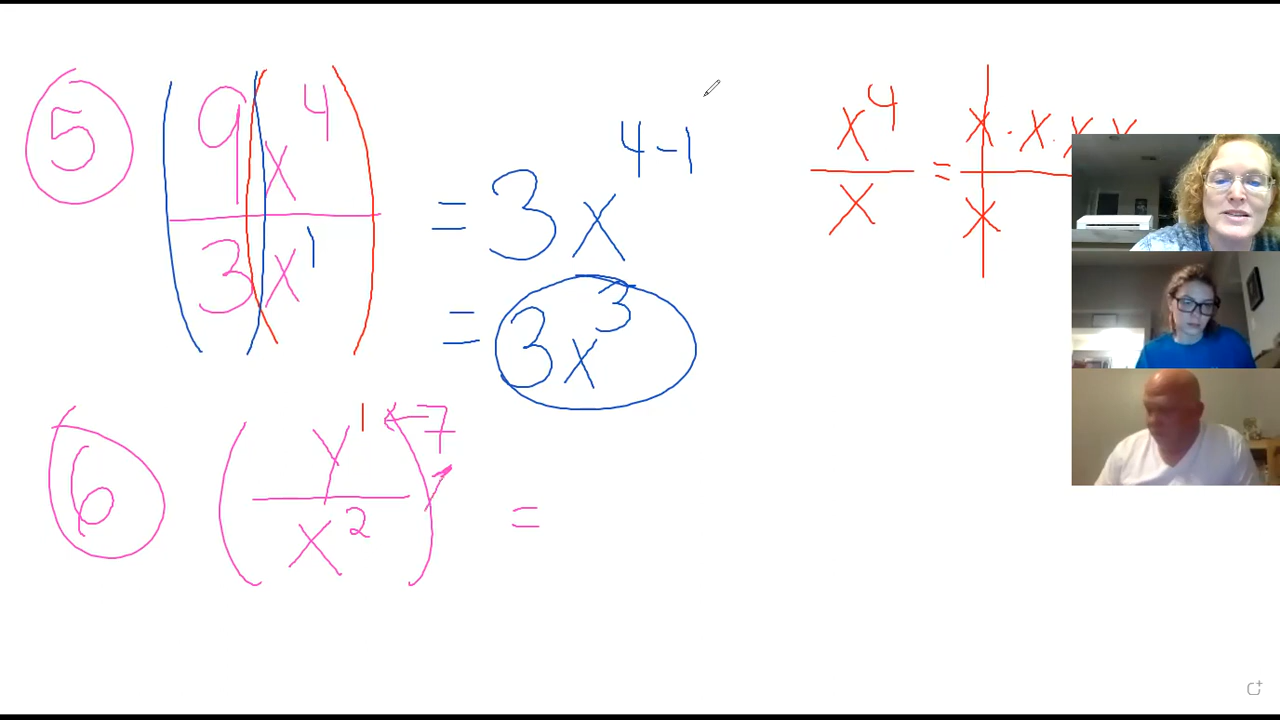 5 9x^4 / 3x^1 = 3x^4-1
= 3x^3
x^4 / x = x · x · x x / x
6 (y^1 / x^2)^7 =